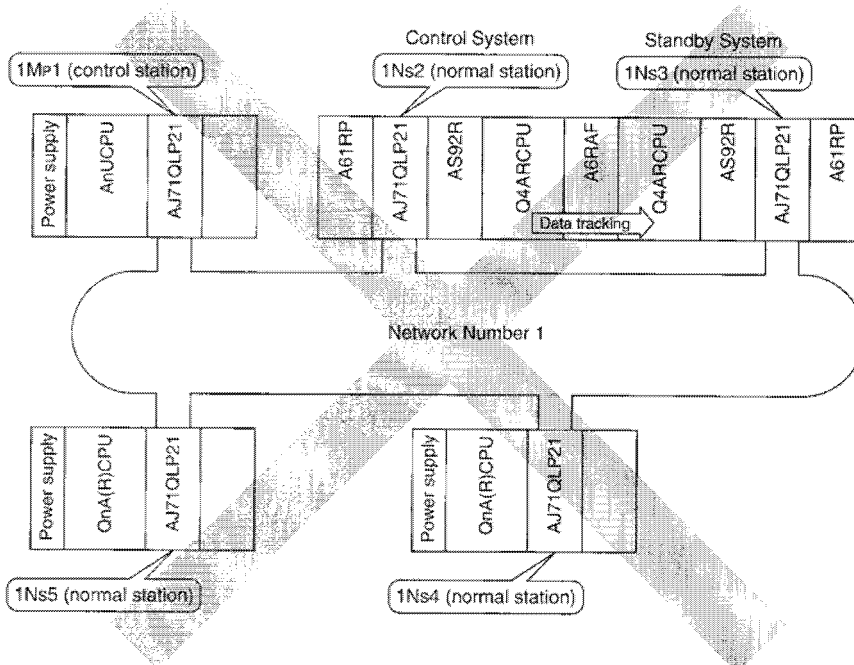 Control System
Standby System
1MP1 (control station)
1Ns2 (normal station)
1Ns3 (normal station)
Power supply
AnUCPU
AJ71QLP21
A61RP
AJ71QLP21
AS92R
Q4ARCPU
A6RAF
Q4ARCPU
AS92R
AJ71QLP21
A61RP
Data tracking
Network Number 1
Power supply
QnA(R)CPU
AJ71QLP21
Power supply
QnA(R)CPU
AJ71QLP21
1Ns5 (normal station)
1Ns4 (normal station)